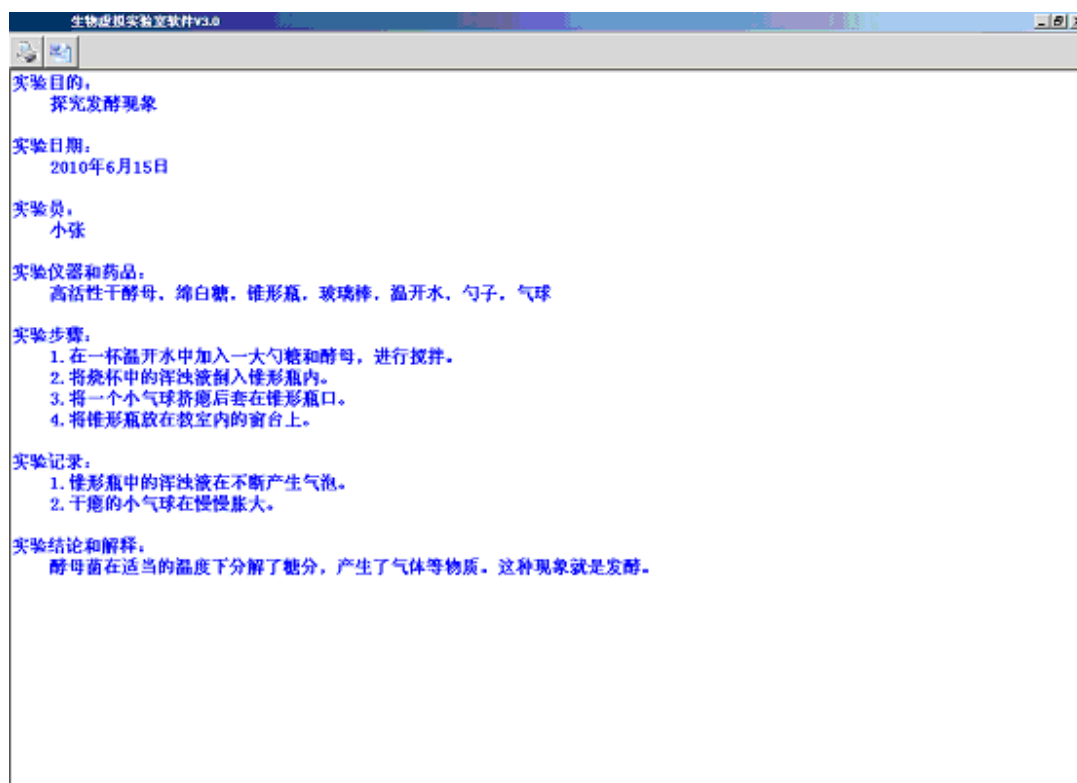 生物虚拟实验室软件V3.0
实验目的：
探究发酵现象
实验日期：
2010年6月15日
实验员：
小张
实验仪器和药品：
高活性干酵母，绵白糖，锥形瓶，玻璃棒，温开水，勺子，气球
实验步骤：
1.在一杯温开水中加入一大勺糖和酵母，进行搅拌。
2.将烧杯中的浑浊液倒入锥形瓶内。
3.将一个小气球挤瘪后套在锥形瓶口。
4.将锥形瓶放在教室内的窗台上。
实验记录：
1.锥形瓶中的浑浊液在不断产生气泡。
2.干瘪的小气球在慢慢胀大。
实验结论和解释：
酵母菌在适当的温度下分解了糖分，产生了气体等物质。这种现象就是发酵。